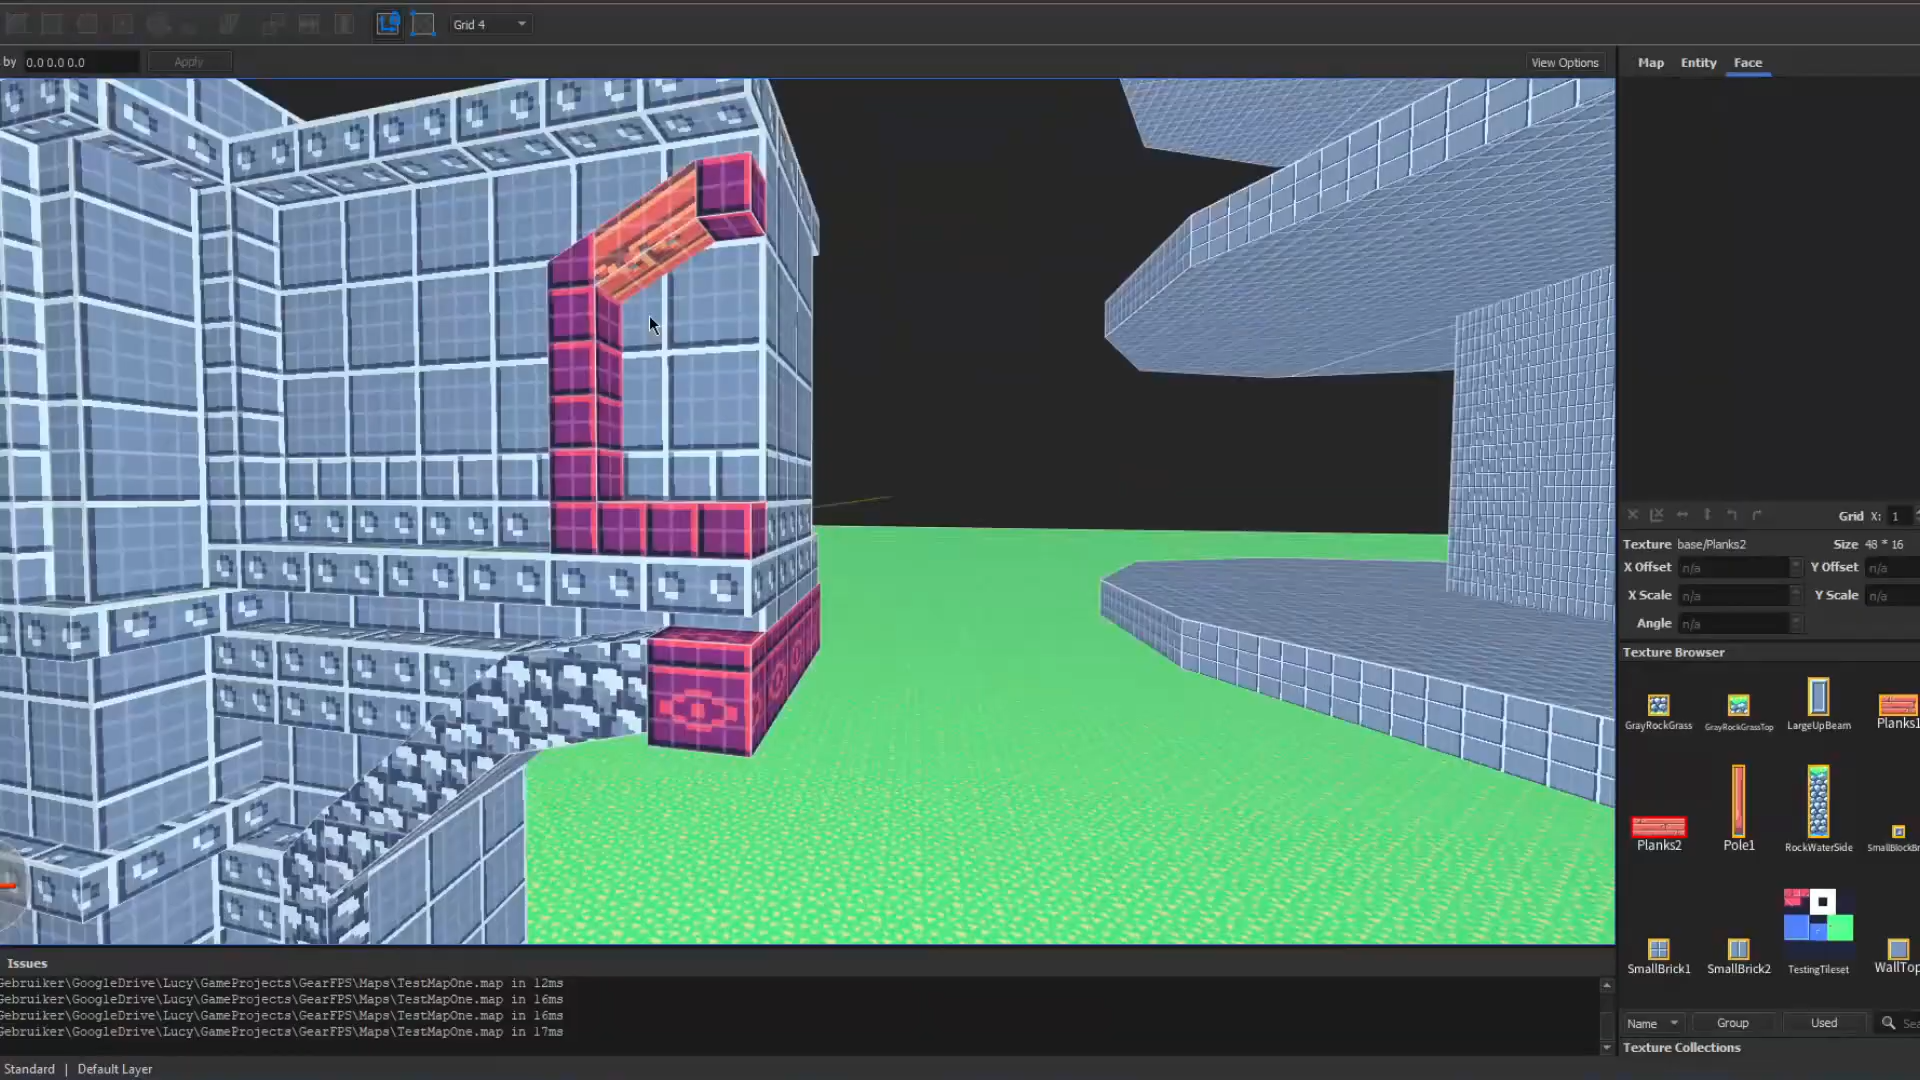 Grid 4
by 0.0 0.0 0.0 Apply
View Options
Map Entity Face
Grid X: 1
Texture base/Planks2 Size 48 * 16
X Offset n/a Y Offset n/a
X Scale n/a Y Scale n/a
Angle n/a
Texture Browser
GrayRockGrass GrayRockGrassTop LargeUpBeam Planks1
Planks2 Pole1 RockWaterSide SmallBlockBr
SmallBrick1 SmallBrick2 TestingTileset WallTop
Name Group Used Sea
Texture Collections
Issues
Gebruiker\GoogleDrive\Lucy\GameProjects\GearFPS\Maps\TestMapOne.map in 12ms
Gebruiker\GoogleDrive\Lucy\GameProjects\GearFPS\Maps\TestMapOne.map in 16ms
Gebruiker\GoogleDrive\Lucy\GameProjects\GearFPS\Maps\TestMapOne.map in 16ms
Gebruiker\GoogleDrive\Lucy\GameProjects\GearFPS\Maps\TestMapOne.map in 17ms
Standard | Default Layer